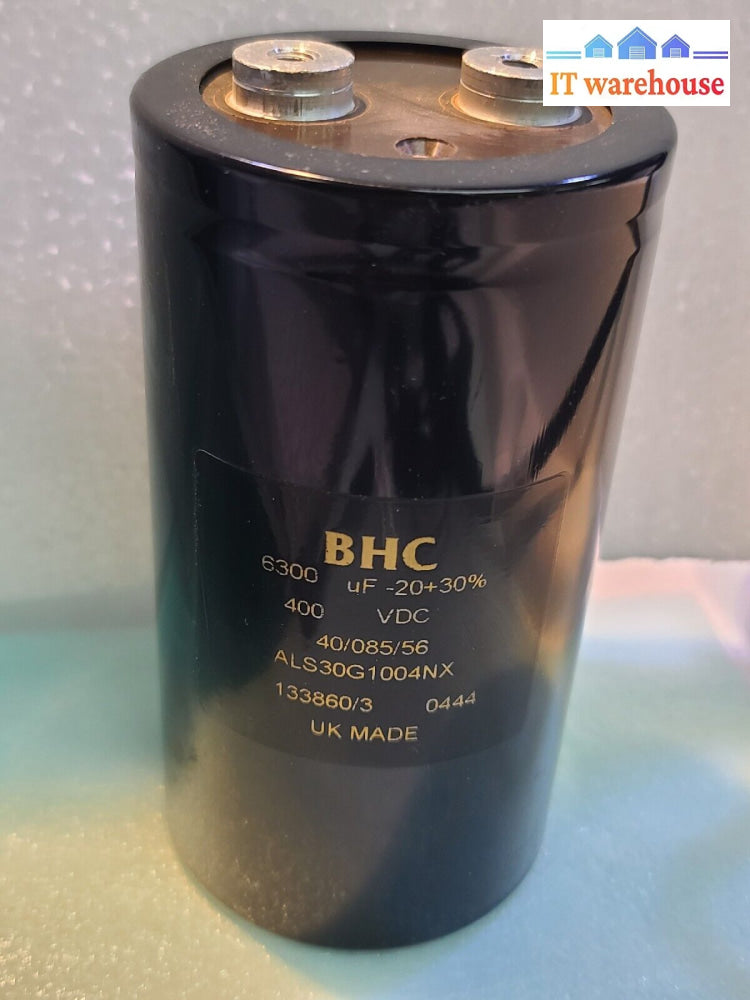 IT warehouse
BHC
6300 uF -20+30%
400 VDC
40/085/56
ALS30G1004NX
133860/3 0444
UK MADE